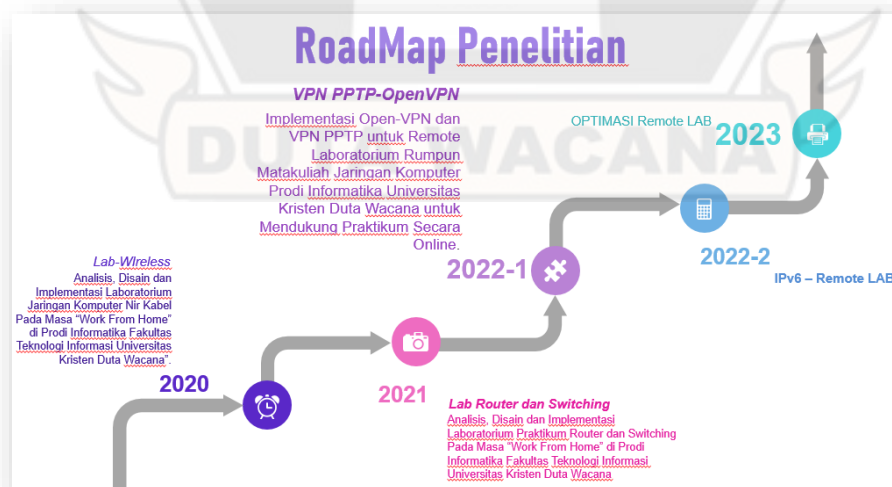 RoadMap Penelitian
VPN PPTP-OpenVPN
Implementasi Open-VPN dan
VPN PPTP untuk Remote
Laboratorium Rumpun
Matakuliah Jaringan Komputer
Prodi Informatika Universitas
Kristen Duta Wacana untuk
Mendukung Praktikum Secara
Online.
OPTIMASI Remote LAB
2023
DUTA WACANA
2022-1
2022-2
IPv6 – Remote LAB
Lab-WIreless
Analisis, Disain dan
Implementasi Laboratorium
Jaringan Komputer Nir Kabel
Pada Masa “Work From Home”
di Prodi Informatika Fakultas
Teknologi Informasi Universitas
Kristen Duta Wacana”.
2020
2021
Lab Router dan Switching
Analisis, Disain dan Implementasi
Laboratorium Praktikum Router dan Switching
Pada Masa “Work From Home” di Prodi
Informatika Fakultas Teknologi Informasi
Universitas Kristen Duta Wacana